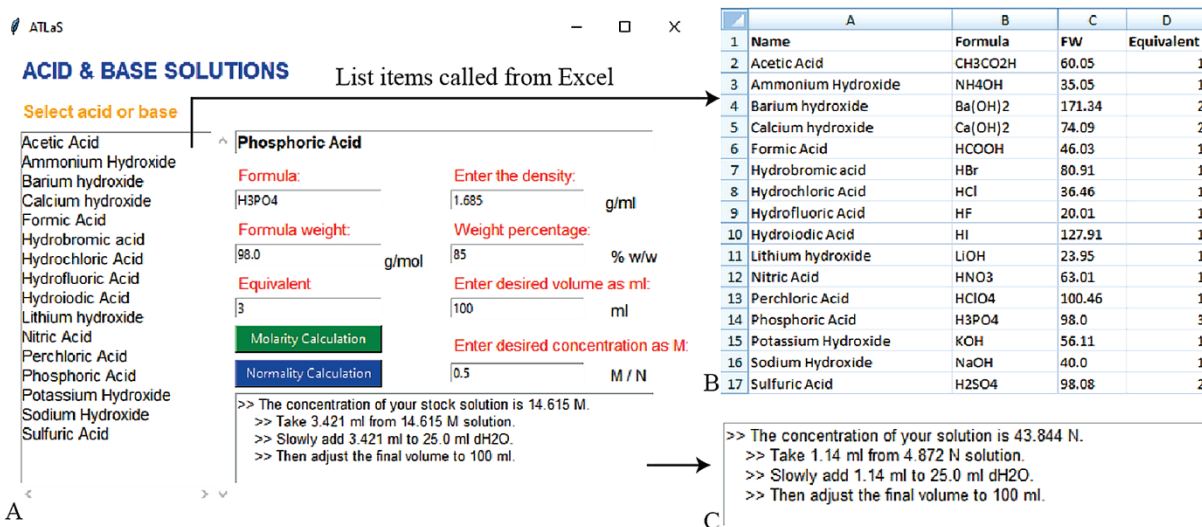 ATLaS
ACID & BASE SOLUTIONS
List items called from Excel
Select acid or base
Acetic Acid
Ammonium Hydroxide
Barium hydroxide
Calcium hydroxide
Formic Acid
Hydrobromic acid
Hydrochloric Acid
Hydrofluoric Acid
Hydroiodic Acid
Lithium hydroxide
Nitric Acid
Perchloric Acid
Phosphoric Acid
Potassium Hydroxide
Sodium Hydroxide
Sulfuric Acid
Phosphoric Acid
Formula:
H3PO4
Formula weight:
98.0 g/mol
Equivalent
3
Molarity Calculation
Normality Calculation
Enter the density:
1.685 g/ml
Weight percentage:
85 % w/w
Enter desired volume as ml:
100 ml
Enter desired concentration as M:
0.5 M / N
>> The concentration of your stock solution is 14.615 M.
>> Take 3.421 ml from 14.615 M solution.
>> Slowly add 3.421 ml to 25.0 ml dH2O.
>> Then adjust the final volume to 100 ml.
A
A B C D
1 Name Formula FW Equivalent
2 Acetic Acid CH3CO2H 60.05 1
3 Ammonium Hydroxide NH4OH 35.05 1
4 Barium hydroxide Ba(OH)2 171.34 2
5 Calcium hydroxide Ca(OH)2 74.09 2
6 Formic Acid HCOOH 46.03 1
7 Hydrobromic acid HBr 80.91 1
8 Hydrochloric Acid HCl 36.46 1
9 Hydrofluoric Acid HF 20.01 1
10 Hydroiodic Acid HI 127.91 1
11 Lithium hydroxide LiOH 23.95 1
12 Nitric Acid HNO3 63.01 1
13 Perchloric Acid HClO4 100.46 1
14 Phosphoric Acid H3PO4 98.0 3
15 Potassium Hydroxide KOH 56.11 1
16 Sodium Hydroxide NaOH 40.0 1
17 Sulfuric Acid H2SO4 98.08 2
B
>> The concentration of your solution is 43.844 N.
>> Take 1.14 ml from 4.872 N solution.
>> Slowly add 1.14 ml to 25.0 ml dH2O.
>> Then adjust the final volume to 100 ml.
C